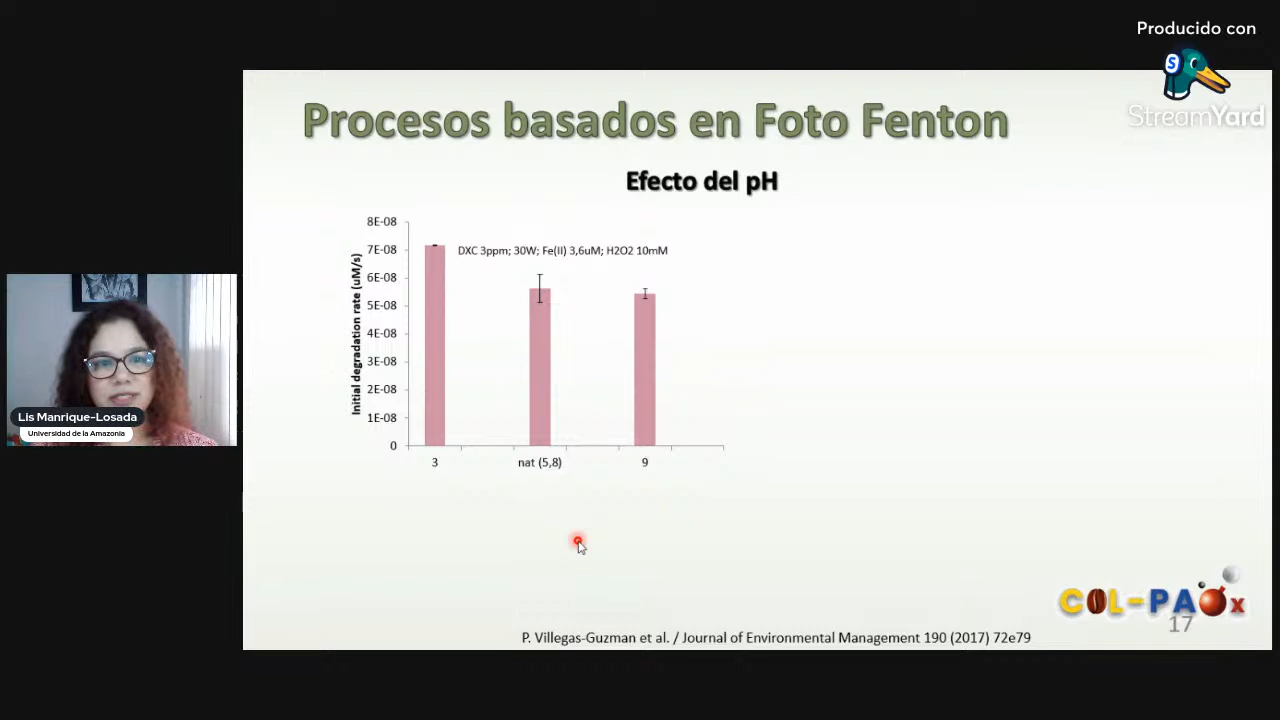 Producido con
StreamYard
Procesos basados en Foto Fenton
Efecto del pH
8E-08
7E-08
6E-08
5E-08
4E-08
3E-08
2E-08
1E-08
0
Initial degradation rate (uM/s)
DXC 3ppm; 30W; Fe(II) 3,6uM; H2O2 10mM
3
nat (5,8)
9
Lis Manrique-Losada
Universidad de la Amazonia
COL-PAOx
17
P. Villegas-Guzman et al. / Journal of Environmental Management 190 (2017) 72e79